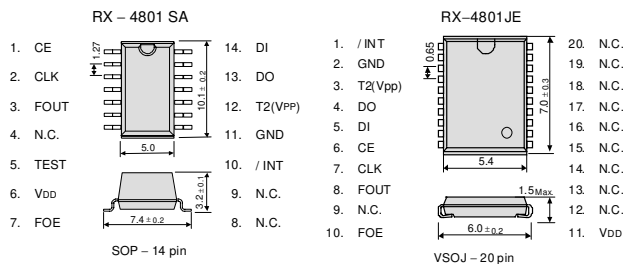 RX – 4801 SA
1. CE
2. CLK
3. FOUT
4. N.C.
5. TEST
6. VDD
7. FOE
1.27
10.1 ± 0.2
5.0
3.2 ± 0.1
7.4 ± 0.2
14. DI
13. DO
12. T2(VPP)
11. GND
10. / INT
9. N.C.
8. N.C.
SOP – 14 pin
RX–4801JE
1. / INT
2. GND
3. T2(Vpp)
4. DO
5. DI
6. CE
7. CLK
8. FOUT
9. N.C.
10. FOE
0.65
7.0 ± 0.3
5.4
1.5 Max.
6.0 ± 0.2
20. N.C.
19. N.C.
18. N.C.
17. N.C.
16. N.C.
15. N.C.
14. N.C.
13. N.C.
12. N.C.
11. VDD
VSOJ – 20 pin